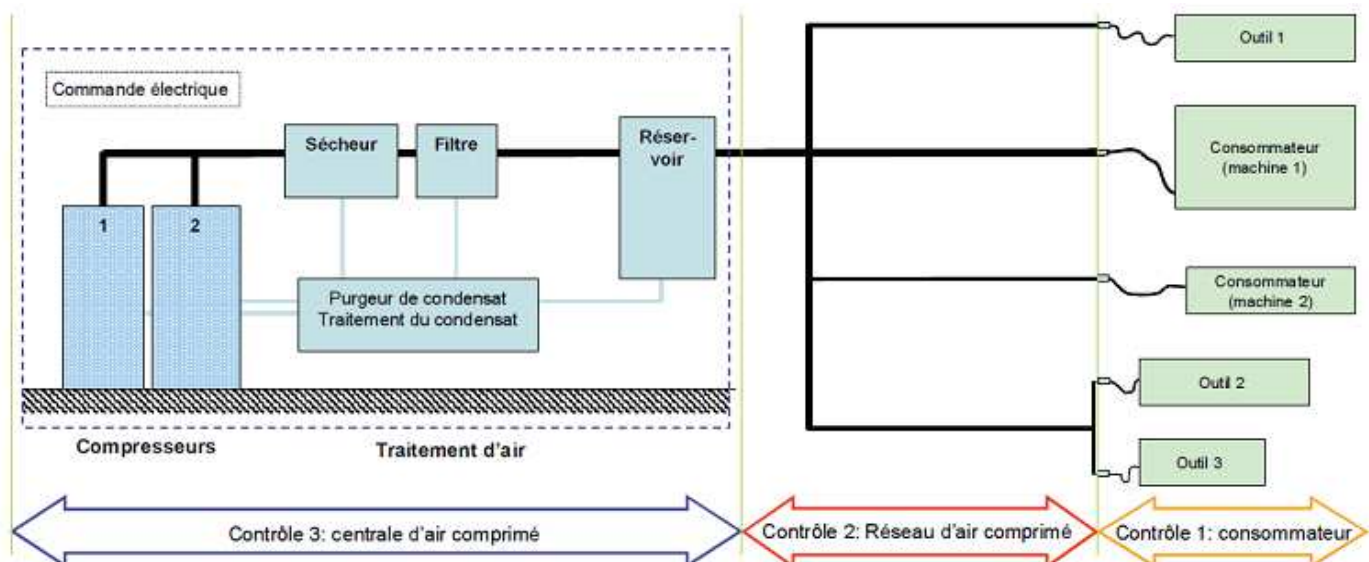 Commande électrique
1
2
Sécheur
Filtre
Réser-
voir
Purgeur de condensat
Traitement du condensat
Compresseurs
Traitement d'air
Outil 1
Consommateur
(machine 1)
Consommateur
(machine 2)
Outil 2
Outil 3
Contrôle 3: centrale d'air comprimé
Contrôle 2: Réseau d'air comprimé
Contrôle 1: consommateur